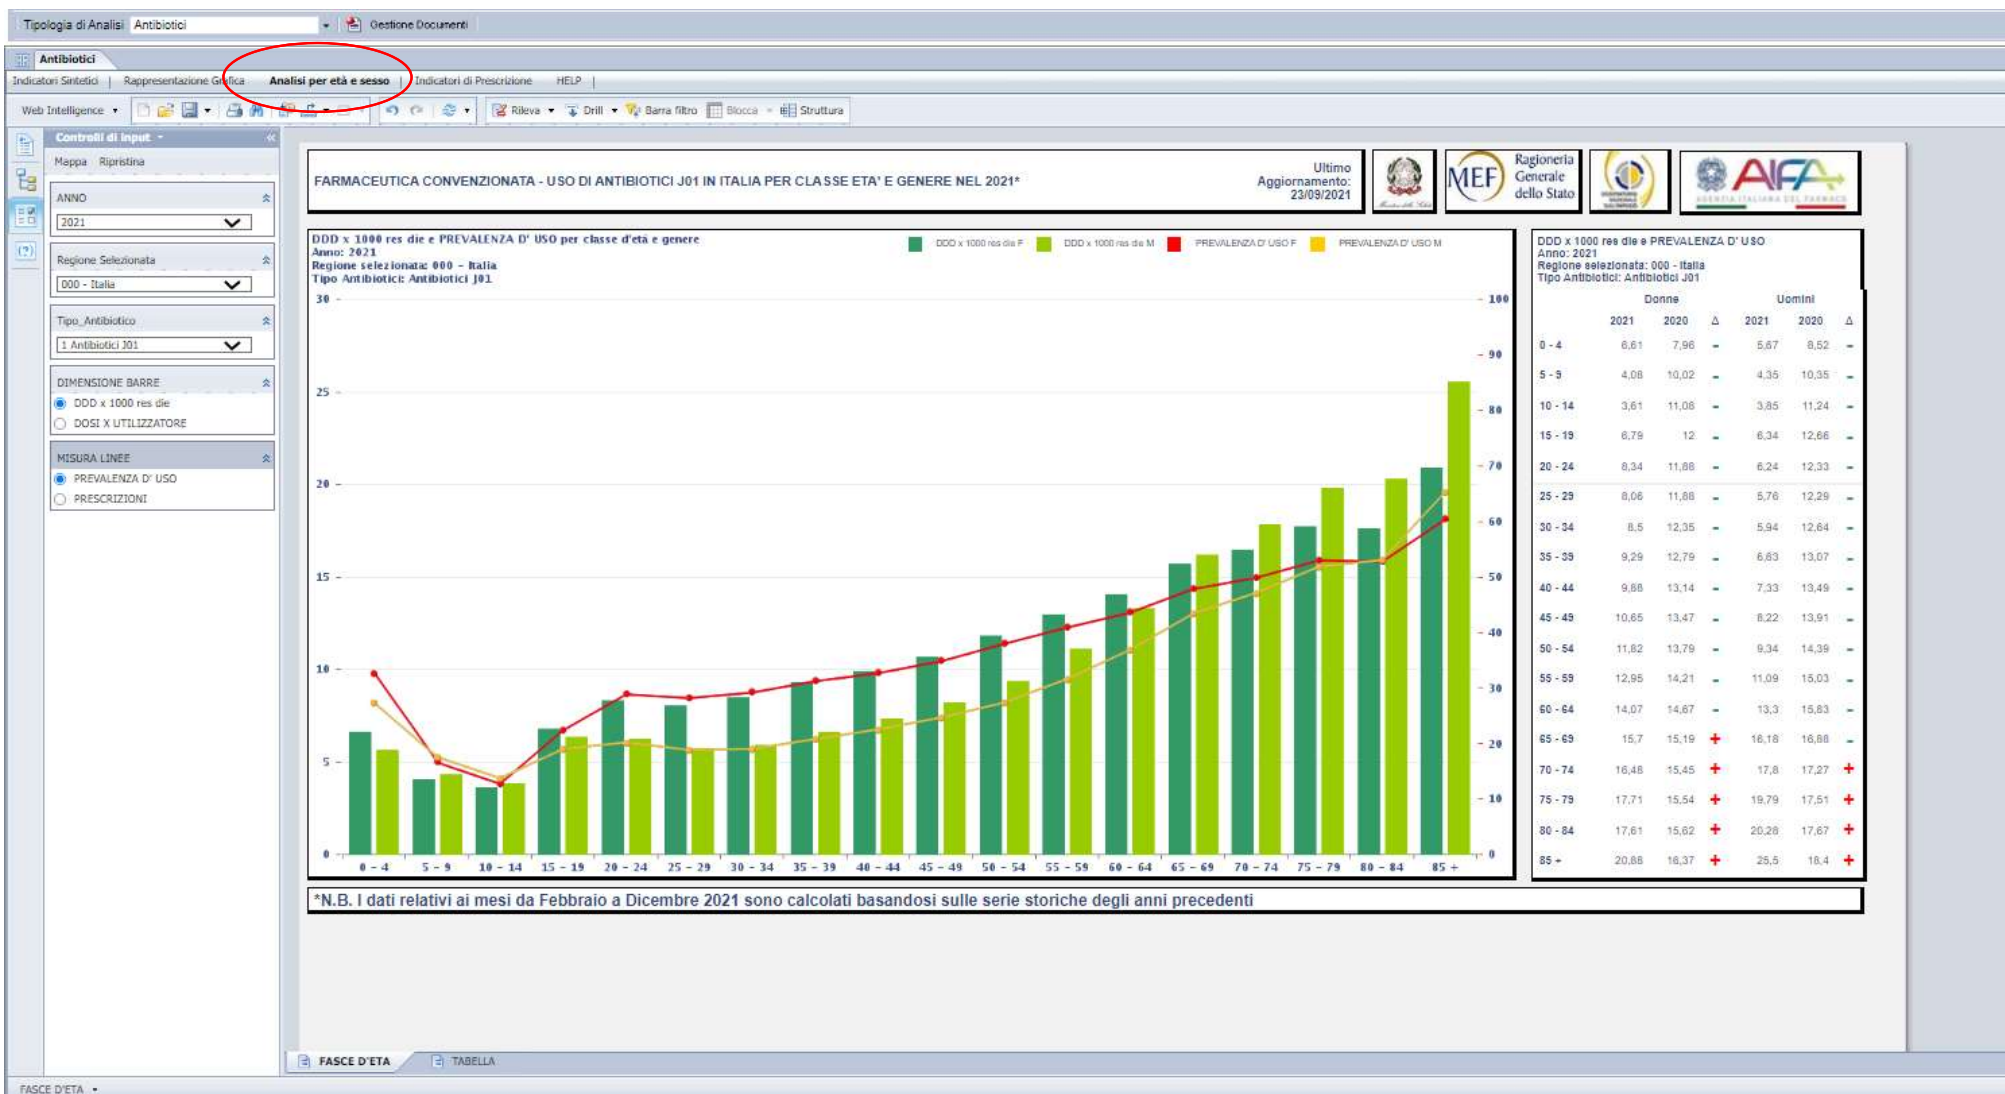 Tipologia di Analisi Antibiotici Gestione Documenti
Antibiotici
Indicatori Sintetici | Rappresentazione Grafica Analisi per età e sesso | Indicatori di Prescrizione HELP |
Web Intelligence Rileva Drill Barra filtro Blocca Struttura
Controlli di input
Mappa Ripristina
ANNO
2021
Regione Selezionata
000 - Italia
Tipo_Antibiotico
1 Antibiotici J01
DIMENSIONE BARRE
DDD x 1000 res die
DOSI X UTILIZZATORE
MISURA LINEE
PREVALENZA D' USO
PRESCRIZIONI
FARMACEUTICA CONVENZIONATA - USO DI ANTIBIOTICI J01 IN ITALIA PER CLASSE ETA' E GENERE NEL 2021*
Ultimo
Aggiornamento:
23/09/2021
MEF
Ragioneria
Generale
dello Stato
AIFA
AGENZIA ITALIANA DEL FARMACO
DDD x 1000 res die e PREVALENZA D' USO per classe d'età e genere
Anno: 2021
Regione selezionata: 000 - Italia
Tipo Antibiotici: Antibiotici J01
DDD x 1000 res die F DDD x 1000 res die M PREVALENZA D' USO F PREVALENZA D' USO M
30
25
20
15
10
5
0
100
90
80
70
60
50
40
30
20
10
0
0 - 4 5 - 9 10 - 14 15 - 19 20 - 24 25 - 29 30 - 34 35 - 39 40 - 44 45 - 49 50 - 54 55 - 59 60 - 64 65 - 69 70 - 74 75 - 79 80 - 84 85 +
DDD x 1000 res die e PREVALENZA D' USO
Anno: 2021
Regione selezionata: 000 - Italia
Tipo Antibiotici: Antibiotici J01
Donne Uomini
2021 2020 Δ 2021 2020 Δ
0 - 4 6,61 7,96 - 5,67 8,52 -
5 - 9 4,08 10,02 - 4,35 10,35 -
10 - 14 3,61 11,08 - 3,85 11,24 -
15 - 19 6,79 12 - 6,34 12,66 -
20 - 24 8,34 11,86 - 6,24 12,33 -
25 - 29 8,06 11,88 - 5,76 12,29 -
30 - 34 8,5 12,35 - 5,94 12,64 -
35 - 39 9,29 12,79 - 6,63 13,07 -
40 - 44 9,88 13,14 - 7,33 13,49 -
45 - 49 10,65 13,47 - 8,22 13,91 -
50 - 54 11,82 13,79 - 9,34 14,39 -
55 - 59 12,95 14,21 - 11,09 15,03 -
60 - 64 14,07 14,67 - 13,3 15,83 -
65 - 69 15,7 15,19 + 16,18 16,88 -
70 - 74 16,48 15,45 + 17,8 17,27 +
75 - 79 17,71 15,54 + 19,79 17,51 +
80 - 84 17,61 15,62 + 20,28 17,67 +
85 + 20,88 16,37 + 25,5 18,4 +
*N.B. I dati relativi ai mesi da Febbraio a Dicembre 2021 sono calcolati basandosi sulle serie storiche degli anni precedenti
FASCE D'ETA TABELLA
FASCE D'ETA